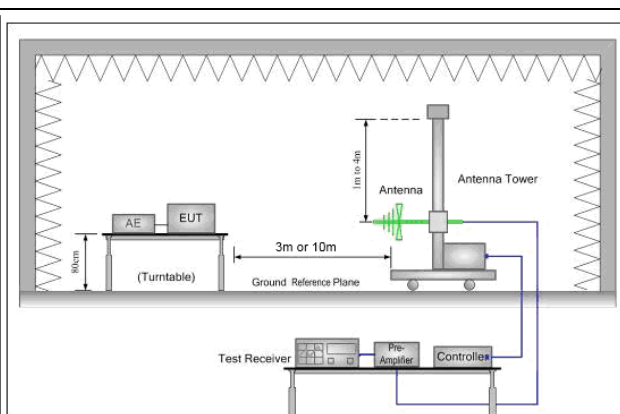 1m to 4m
Antenna
Antenna Tower
AE
EUT
80cm
(Turntable)
3m or 10m
Ground Reference Plane
Test Receiver
Pre-
Amplifier
Controller